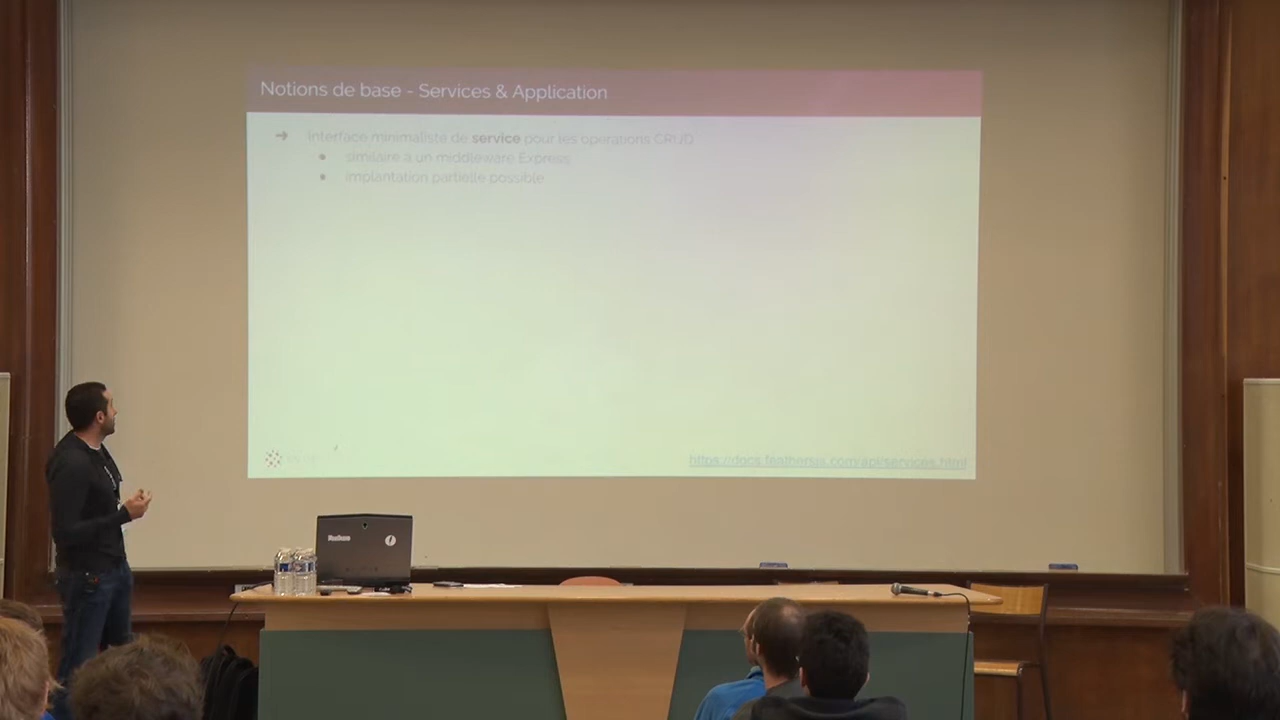 Notions de base - Services & Application
➔ Interface minimaliste de service pour les opérations CRUD
● similaire à un middleware Express
● implantation partielle possible
https://docs.feathersjs.com/api/services.html